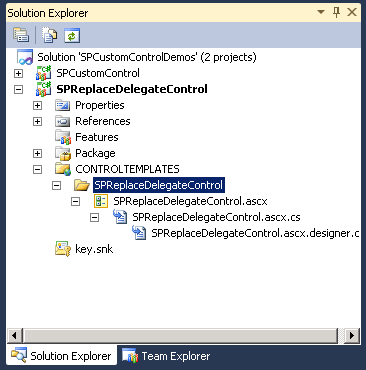 Solution Explorer
Solution 'SPCustomControlDemos' (2 projects)
SPCustomControl
SPReplaceDelegateControl
Properties
References
Features
Package
CONTROLTEMPLATES
SPReplaceDelegateControl
SPReplaceDelegateControl.ascx
SPReplaceDelegateControl.ascx.cs
SPReplaceDelegateControl.ascx.designer.c
key.snk
Solution Explorer
Team Explorer